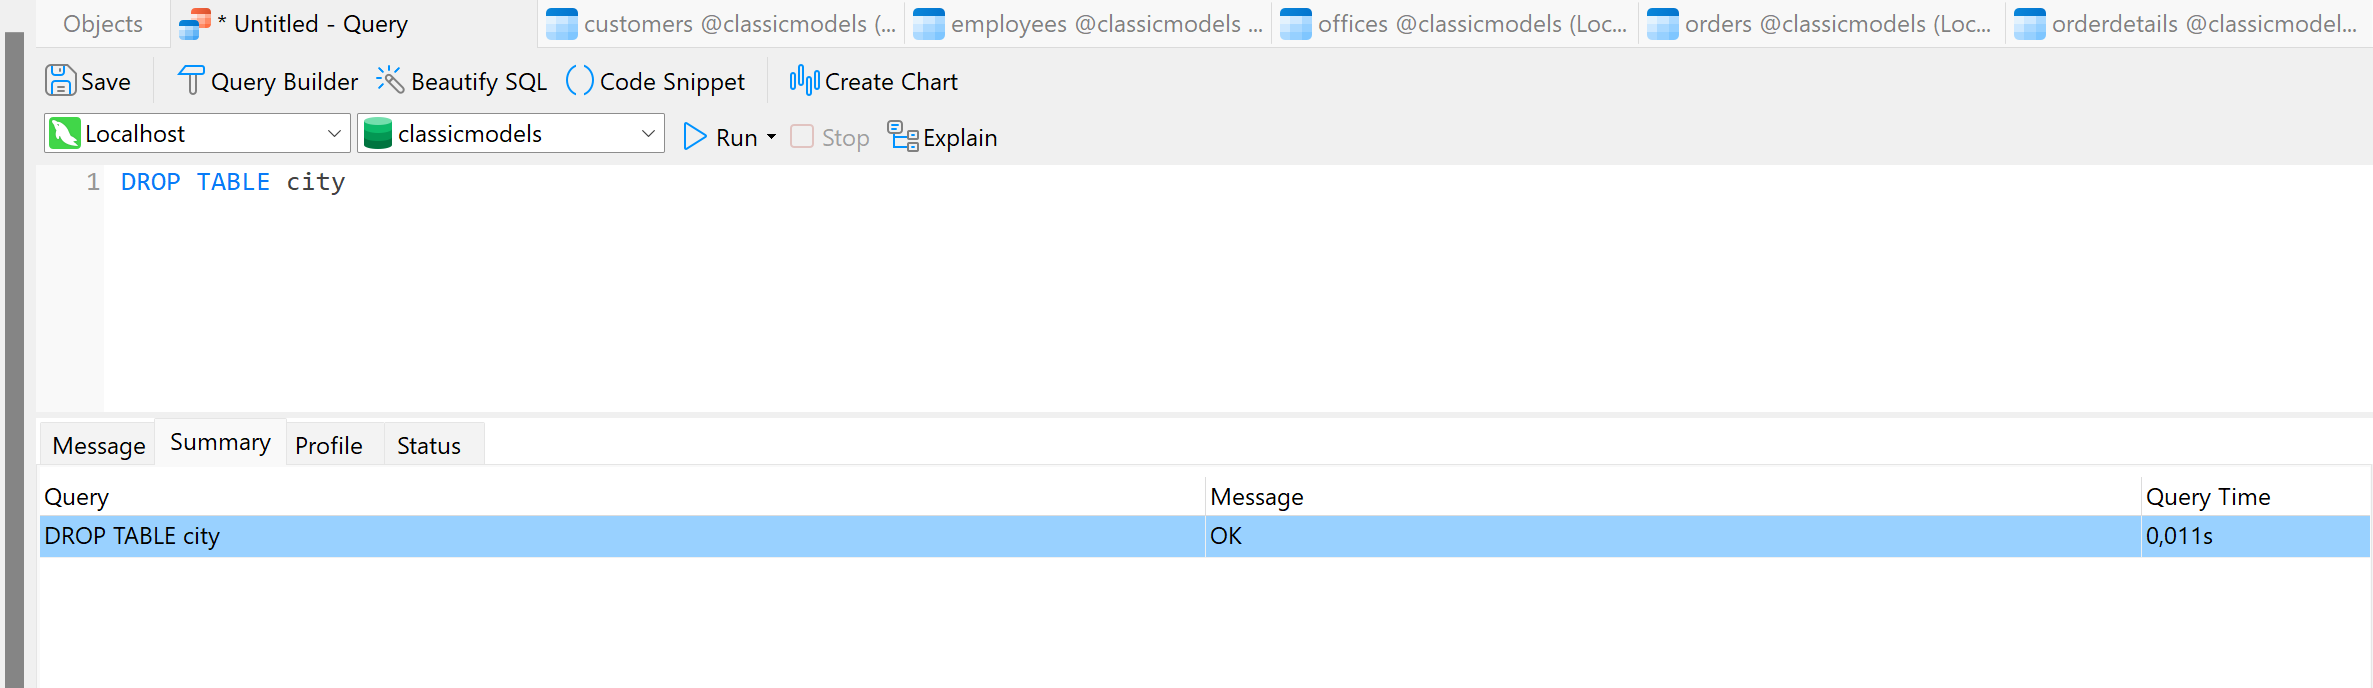 Objects * Untitled - Query customers @classicmodels (... employees @classicmodels ... offices @classicmodels (Loc... orders @classicmodels (Loc... orderdetails @classicmodel...
Save Query Builder Beautify SQL Code Snippet Create Chart
Localhost classicmodels Run Stop Explain
1 DROP TABLE city
Message Summary Profile Status
Query Message Query Time
DROP TABLE city OK 0,011s